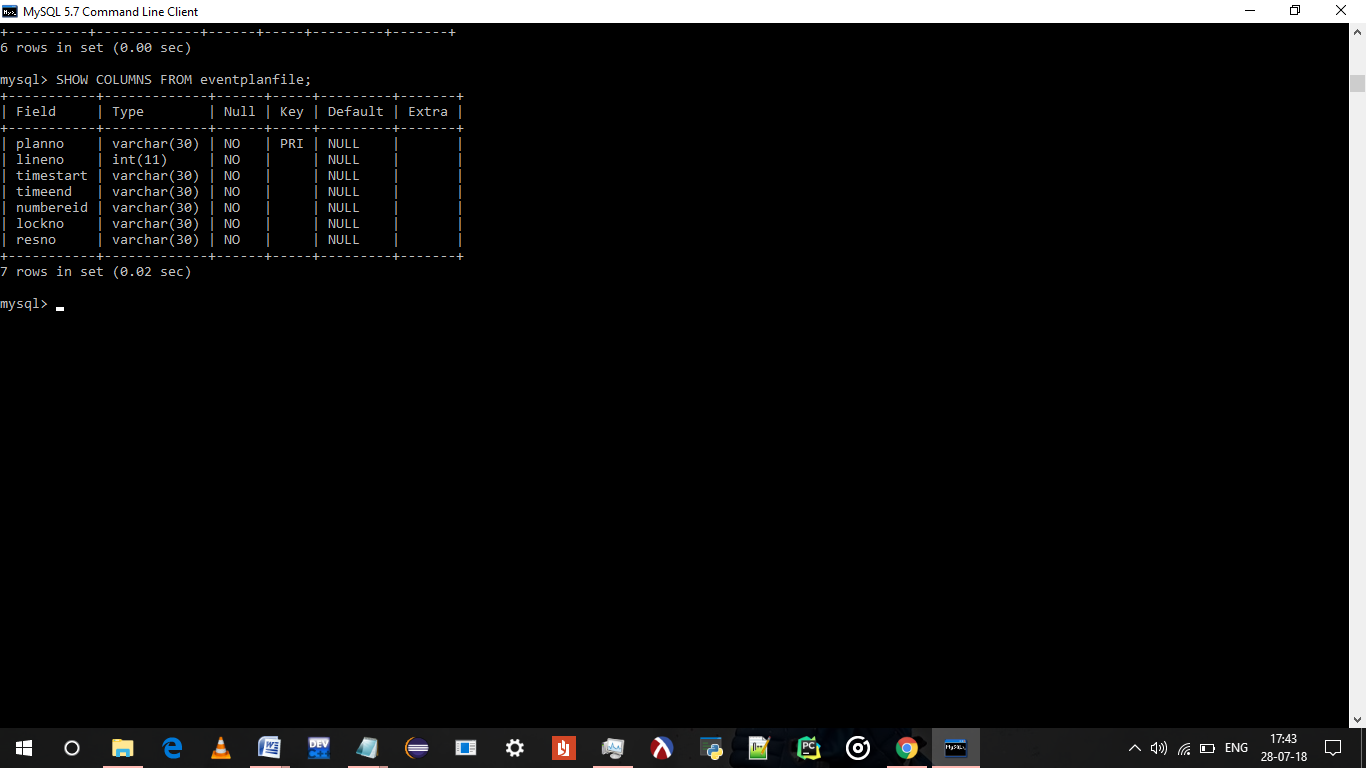 MySQL 5.7 Command Line Client
+----------+-------------+------+-----+---------+-------+
6 rows in set (0.00 sec)
mysql> SHOW COLUMNS FROM eventplanfile;
+-----------+-------------+------+-----+---------+-------+
| Field     | Type        | Null | Key | Default | Extra |
+-----------+-------------+------+-----+---------+-------+
| planno    | varchar(30) | NO   | PRI | NULL    |       |
| lineno    | int(11)     | NO   |     | NULL    |       |
| timestart | varchar(30) | NO   |     | NULL    |       |
| timeend   | varchar(30) | NO   |     | NULL    |       |
| numbereid | varchar(30) | NO   |     | NULL    |       |
| lockno    | varchar(30) | NO   |     | NULL    |       |
| resno     | varchar(30) | NO   |     | NULL    |       |
+-----------+-------------+------+-----+---------+-------+
7 rows in set (0.02 sec)
mysql>
DEV
PC
ENG
17:43
28-07-18